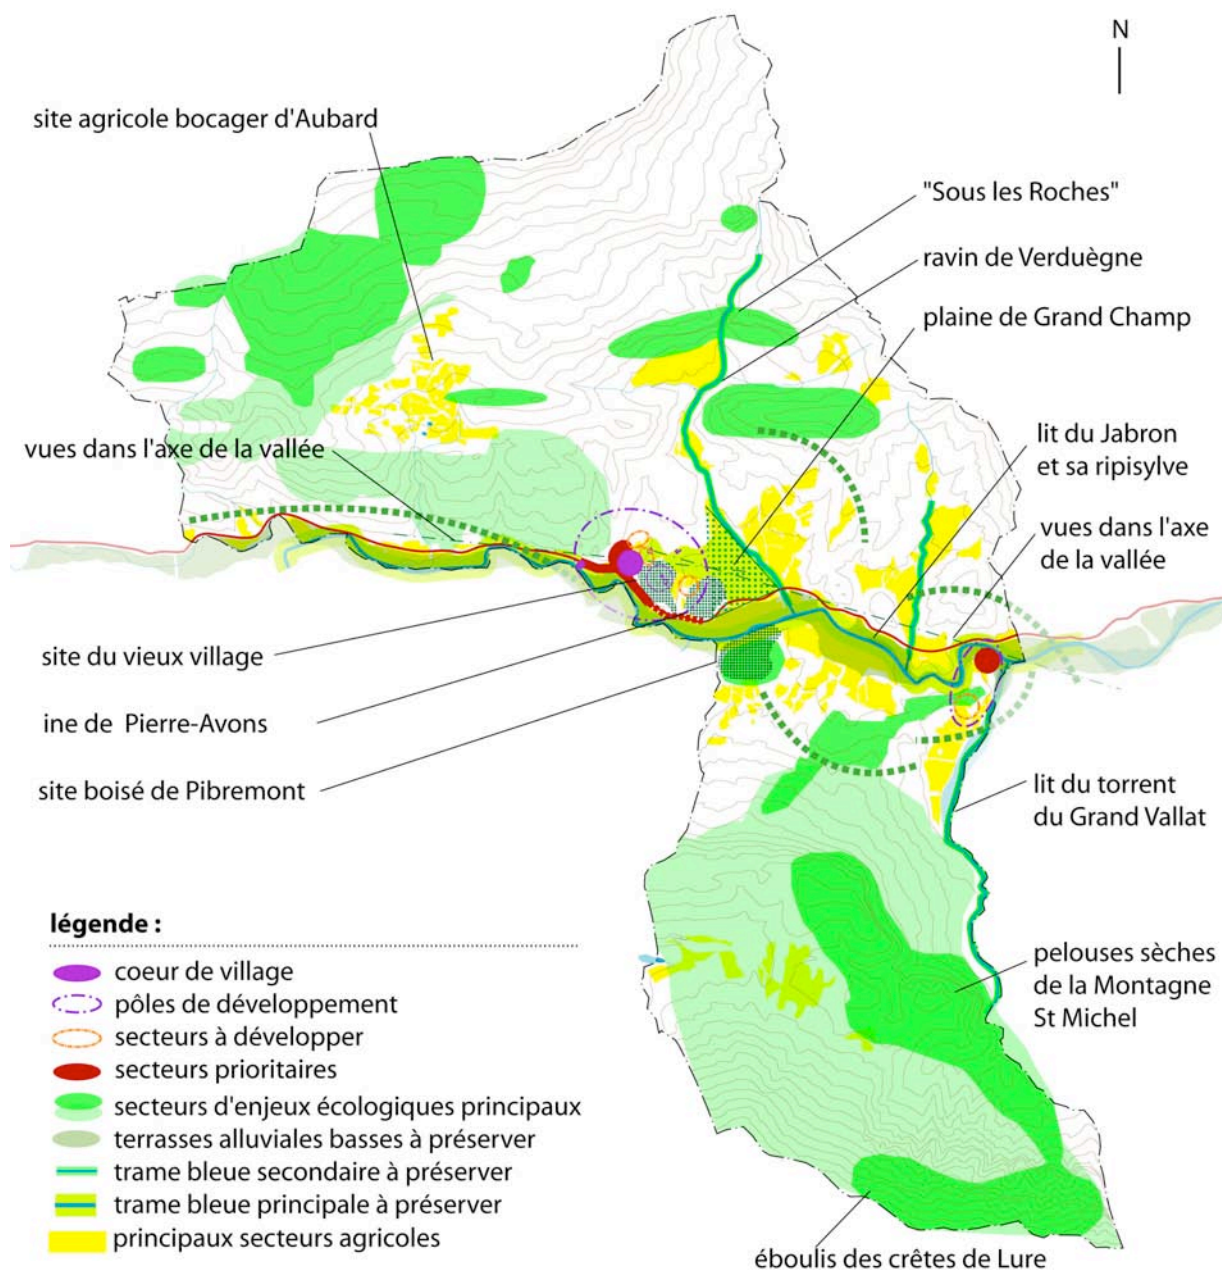 N
site agricole bocager d'Aubard
"Sous les Roches"
ravin de Verduègne
plaine de Grand Champ
vues dans l'axe de la vallée
lit du Jabron
et sa ripisylve
vues dans l'axe
de la vallée
site du vieux village
ine de Pierre-Avons
site boisé de Pibremont
lit du torrent
du Grand Vallat
pelouses sèches
de la Montagne
St Michel
éboulis des crêtes de Lure
légende :
coeur de village
pôles de développement
secteurs à développer
secteurs prioritaires
secteurs d'enjeux écologiques principaux
terrasses alluviales basses à préserver
trame bleue secondaire à préserver
trame bleue principale à préserver
principaux secteurs agricoles